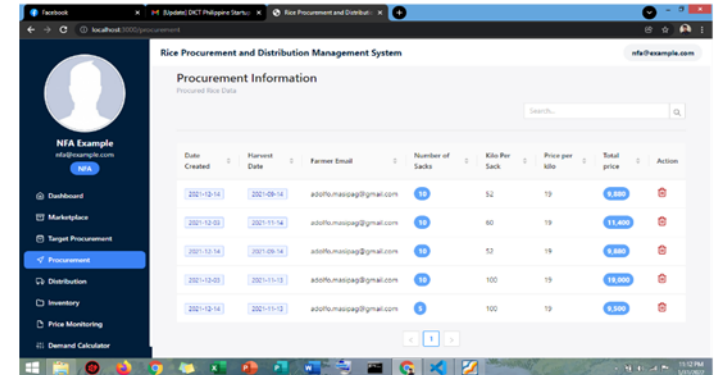 Facebook
(Update) DICT Philippine Startup
Rice Procurement and Distributi
localhost:3000/procurement
Rice Procurement and Distribution Management System
nfa@example.com
NFA Example
nfa@example.com
NFA
Dashboard
Marketplace
Target Procurement
Procurement
Distribution
Inventory
Price Monitoring
Demand Calculator
Procurement Information
Procured Rice Data
Search...
Date Created Harvest Date Farmer Email Number of Sacks Kilo Per Sack Price per kilo Total price Action
2021-12-14 2021-09-14 adolfo.masipag@gmail.com 10 52 19 9,880
2021-12-03 2021-11-14 adolfo.masipag@gmail.com 10 60 19 11,400
2021-12-14 2021-09-14 adolfo.masipag@gmail.com 10 52 19 9,880
2021-12-03 2021-11-13 adolfo.masipag@gmail.com 10 100 19 19,000
2021-12-14 2021-11-12 adolfo.masipag@gmail.com 5 100 19 9,500
< 1 >
11:12 PM